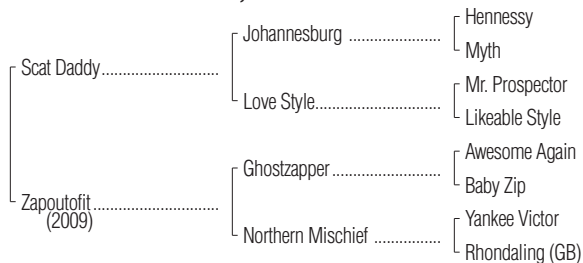 Hennessy
Johannesburg ....................
Myth
Scat Daddy..........................
Mr. Prospector
Love Style...........................
Likeable Style
Awesome Again
Ghostzapper.......................
Baby Zip
Zapoutofit............................
(2009)
Yankee Victor
Northern Mischief ..............
Rhondaling (GB)